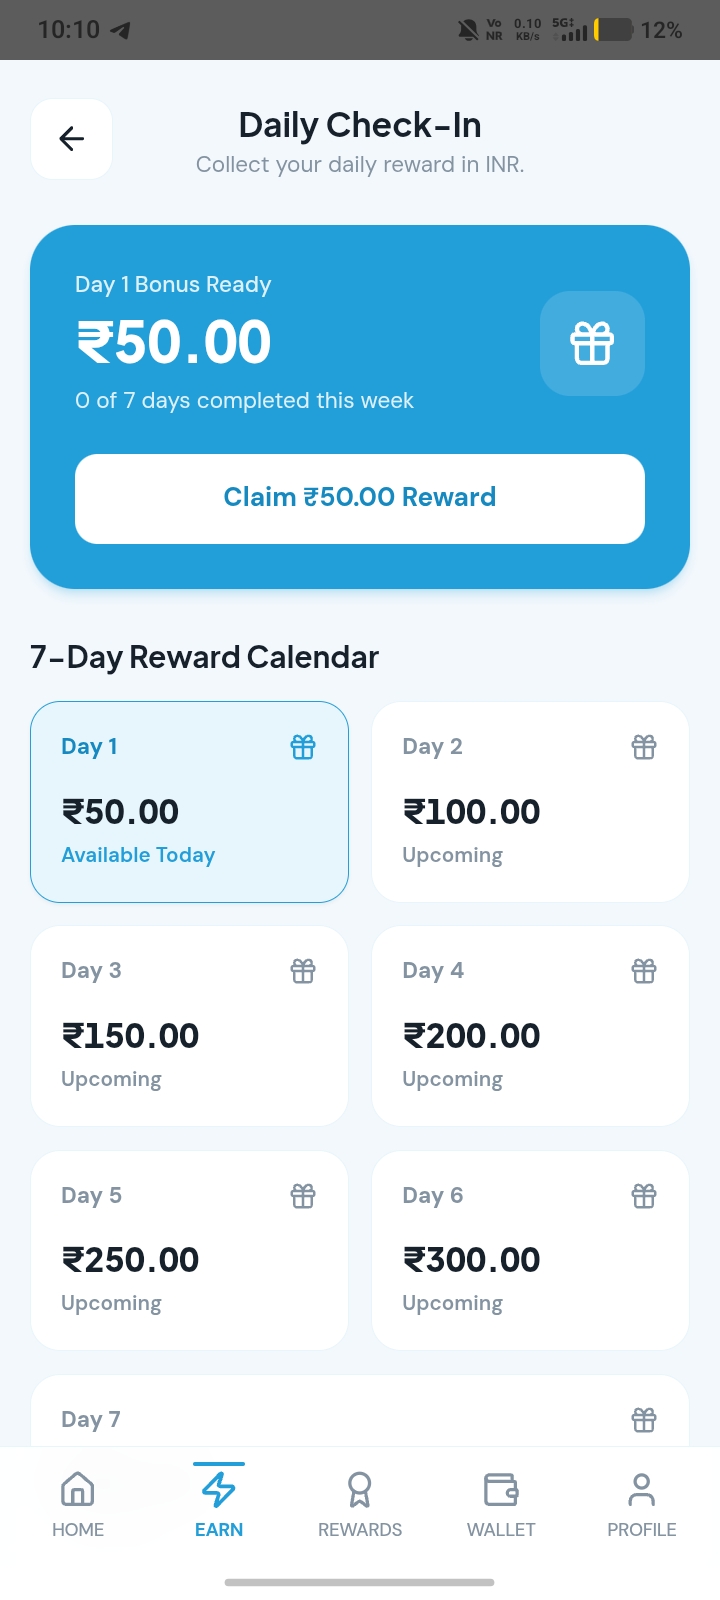 10:10
Vo NR 0.10 KB/s 5G 12%
Daily Check-In
Collect your daily reward in INR.
Day 1 Bonus Ready
₹50.00
0 of 7 days completed this week
Claim ₹50.00 Reward
7-Day Reward Calendar
Day 1
₹50.00
Available Today
Day 2
₹100.00
Upcoming
Day 3
₹150.00
Upcoming
Day 4
₹200.00
Upcoming
Day 5
₹250.00
Upcoming
Day 6
₹300.00
Upcoming
Day 7
HOME
EARN
REWARDS
WALLET
PROFILE